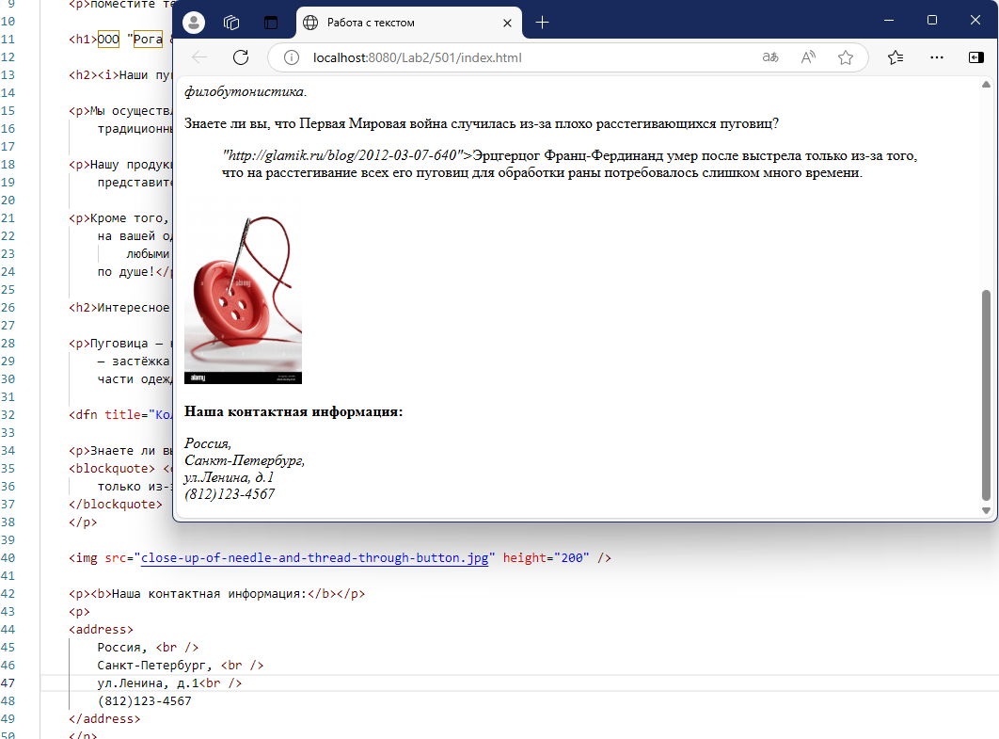 Работа с текстом
localhost:8080/Lab2/501/index.html
филобутонистика.
Знаете ли вы, что Первая Мировая война случилась из-за плохо расстегивающихся пуговиц?
"http://glamik.ru/blog/2012-03-07-640">Эрцгерцог Франц-Фердинанд умер после выстрела только из-за того,
что на расстегивание всех его пуговиц для обработки раны потребовалось слишком много времени.
alamy
alamy
Наша контактная информация:
Россия,
Санкт-Петербург,
ул.Ленина, д.1
(812)123-4567
9 <p>поместите те
10
11 <h1>ООО "Рога
12
13 <h2><i>Наши пуг
14
15 <p>Мы осуществл
16 традиционны
17
18 <p>Нашу продукц
19 представите
20
21 <p>Кроме того,
22 на вашей од
23 любыми
24 по душе!</p
25
26 <h2>Интересное
27
28 <p>Пуговица —
29 — застёжка
30 части одежд
31
32 <dfn title="Кол
33
34 <p>Знаете ли вы
35 <blockquote> <
36 только из-з
37 </blockquote>
38 </p>
39
40 <img src="close-up-of-needle-and-thread-through-button.jpg" height="200" />
41
42 <p><b>Наша контактная информация:</b></p>
43 <p>
44 <address>
45 Россия, <br />
46 Санкт-Петербург, <br />
47 ул.Ленина, д.1<br />
48 (812)123-4567
49 </address>
50 </p>